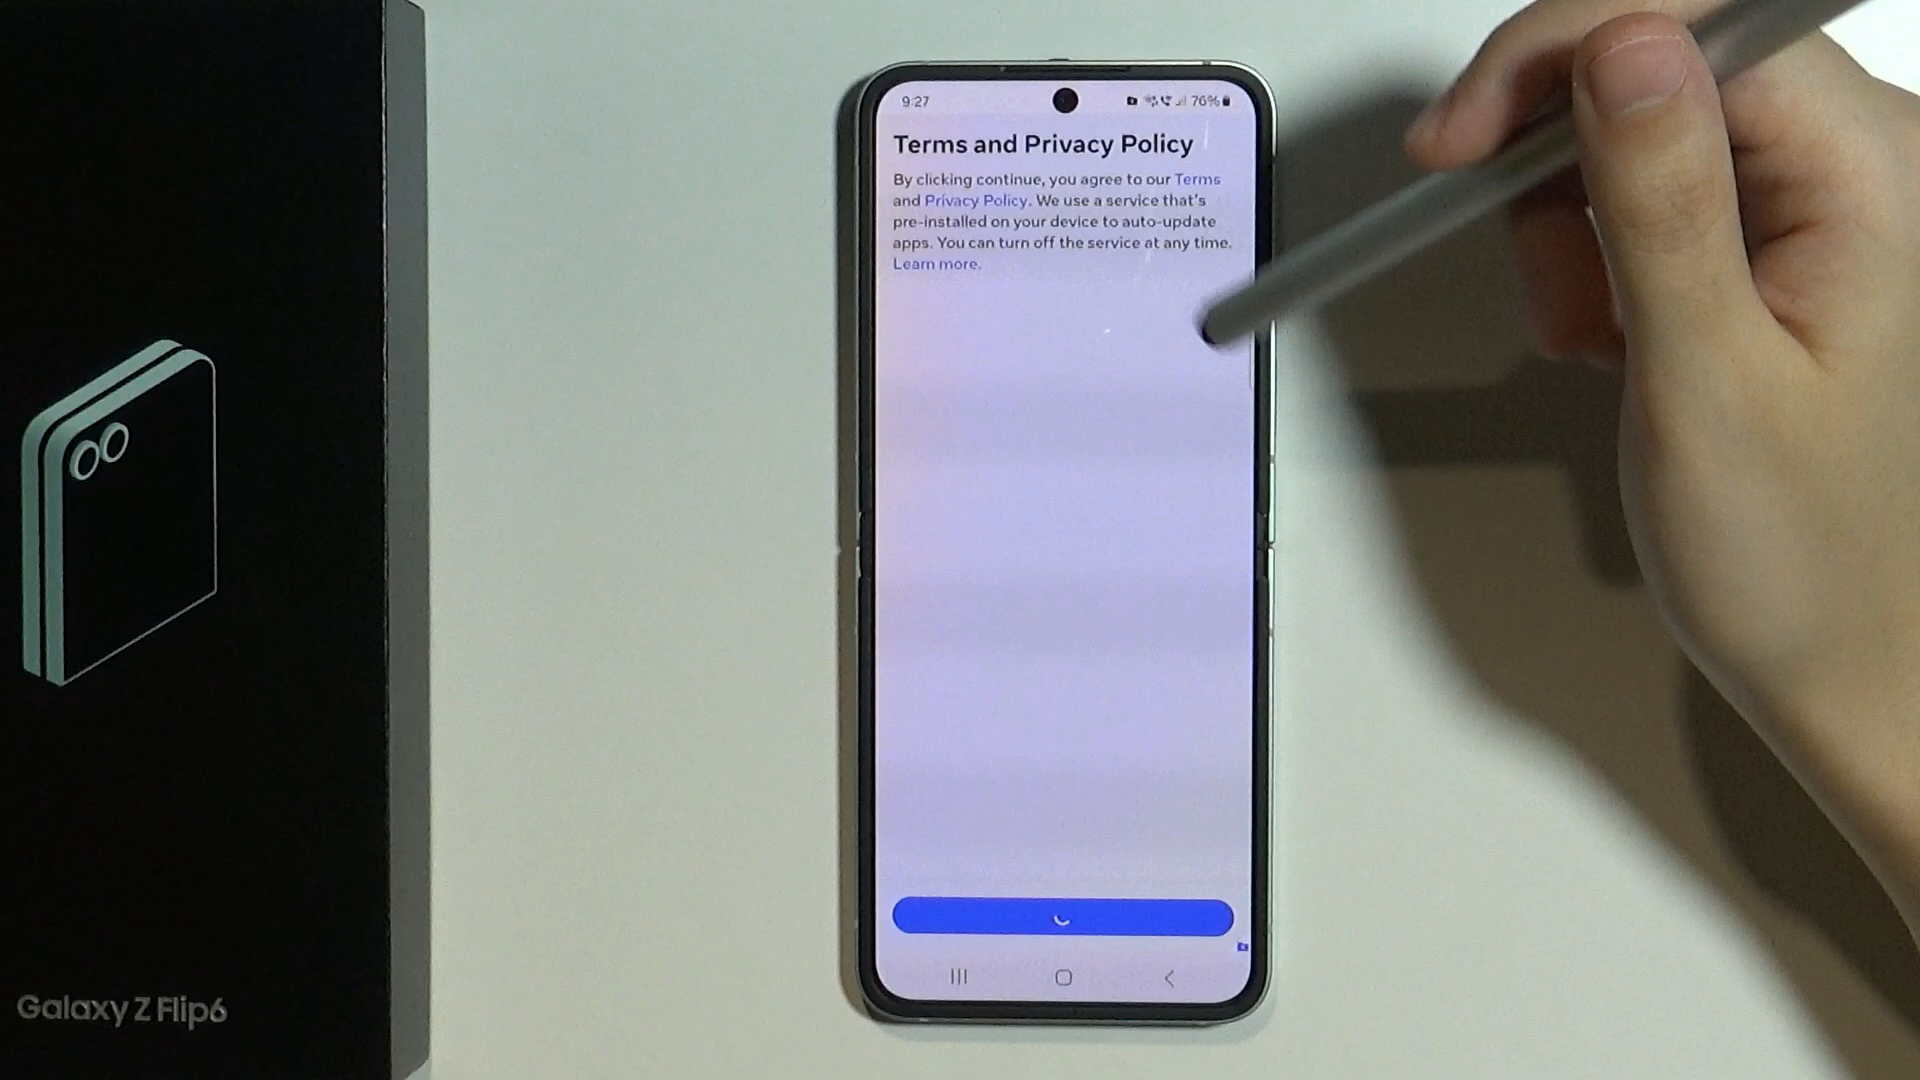 9:27
76%
Terms and Privacy Policy
By clicking continue, you agree to our Terms
and Privacy Policy. We use a service that's
pre-installed on your device to auto-update
apps. You can turn off the service at any time.
Learn more.
Galaxy Z Flip6